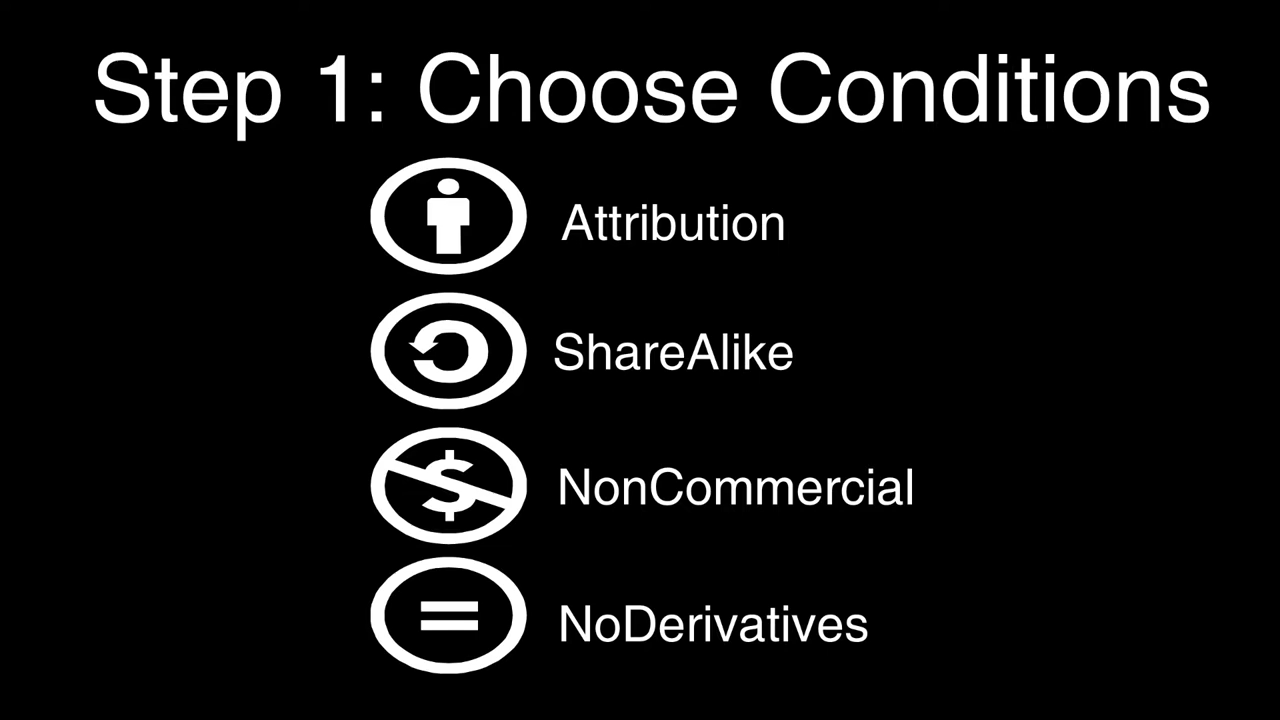 Step 1: Choose Conditions
Attribution
ShareAlike
$ NonCommercial
= NoDerivatives